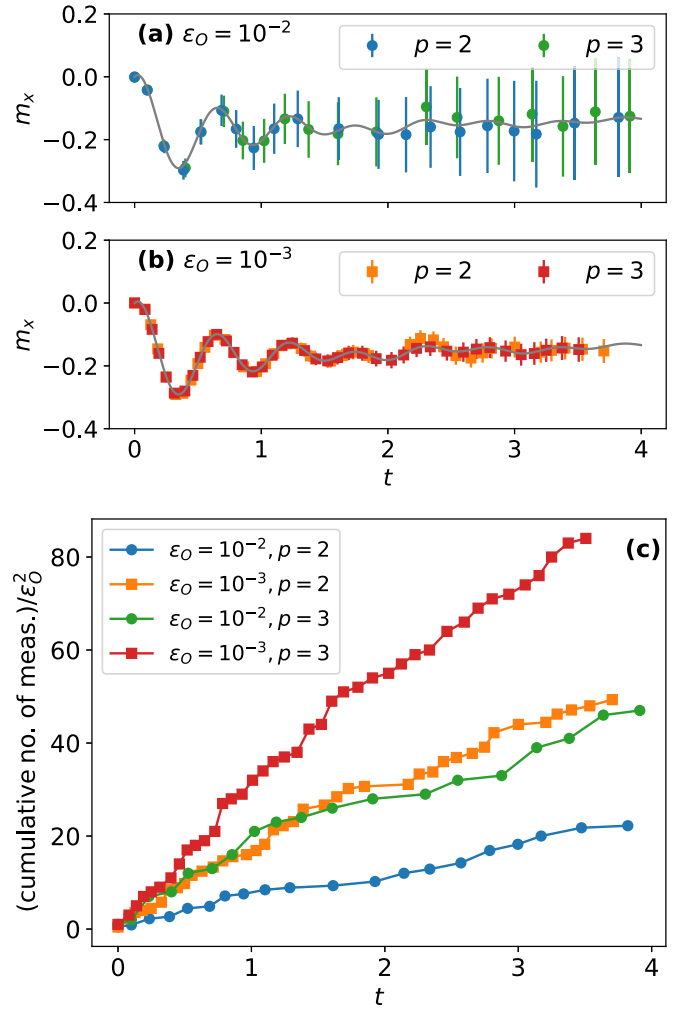 (a) ε_O = 10⁻² p = 2 p = 3
0.2
0.0
−0.2
−0.4
m_x
(b) ε_O = 10⁻³ p = 2 p = 3
0.2
0.0
−0.2
−0.4
m_x
0 1 2 3 4
t
(c)
ε_O = 10⁻², p = 2
ε_O = 10⁻³, p = 2
ε_O = 10⁻², p = 3
ε_O = 10⁻³, p = 3
80
60
40
20
0
(cumulative no. of meas.)/ε_O²
0 1 2 3 4
t